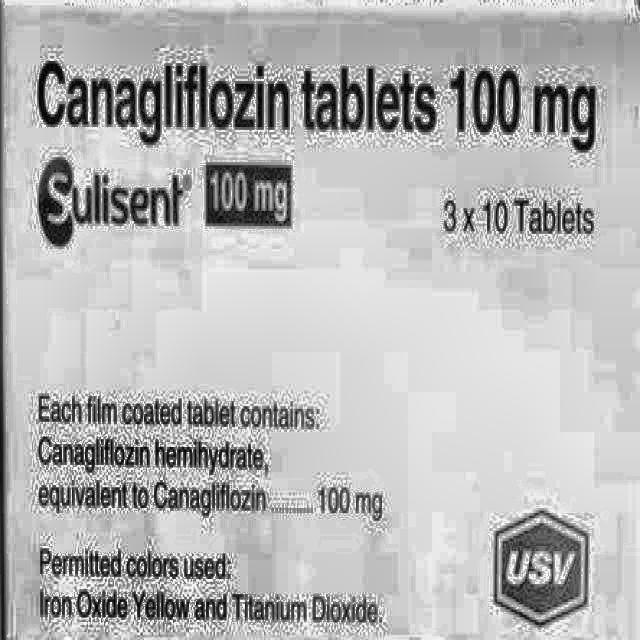 Canagliflozin tablets 100 mg
Sulisent® 100 mg
3 x 10 Tablets
Each film coated tablet contains:
Canagliflozin hemihydrate,
equivalent to Canagliflozin........ 100 mg
Permitted colors used:
Iron Oxide Yellow and Titanium Dioxide.
USV